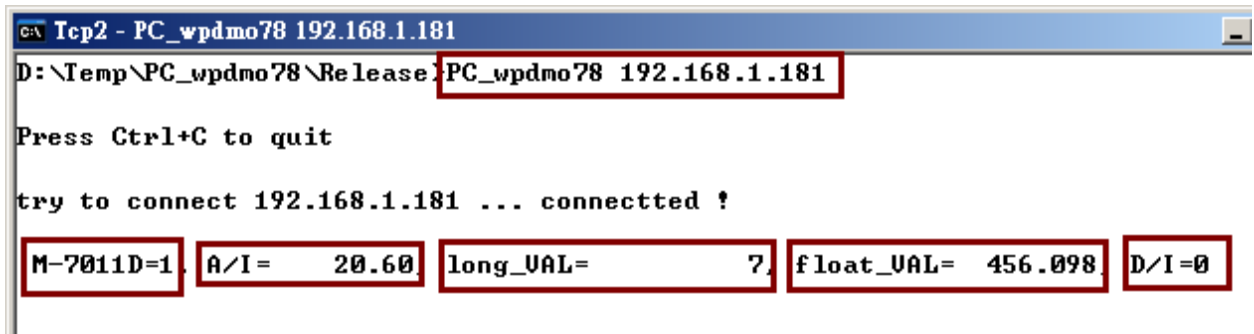 Tcp2 - PC_wpdmo78 192.168.1.181
D:\Temp\PC_wpdmo78\Release>PC_wpdmo78 192.168.1.181
Press Ctrl+C to quit
try to connect 192.168.1.181 ... connectted !
M-7011D=1, A/I= 20.60, long_VAL= 7, float_VAL= 456.098, D/I=0